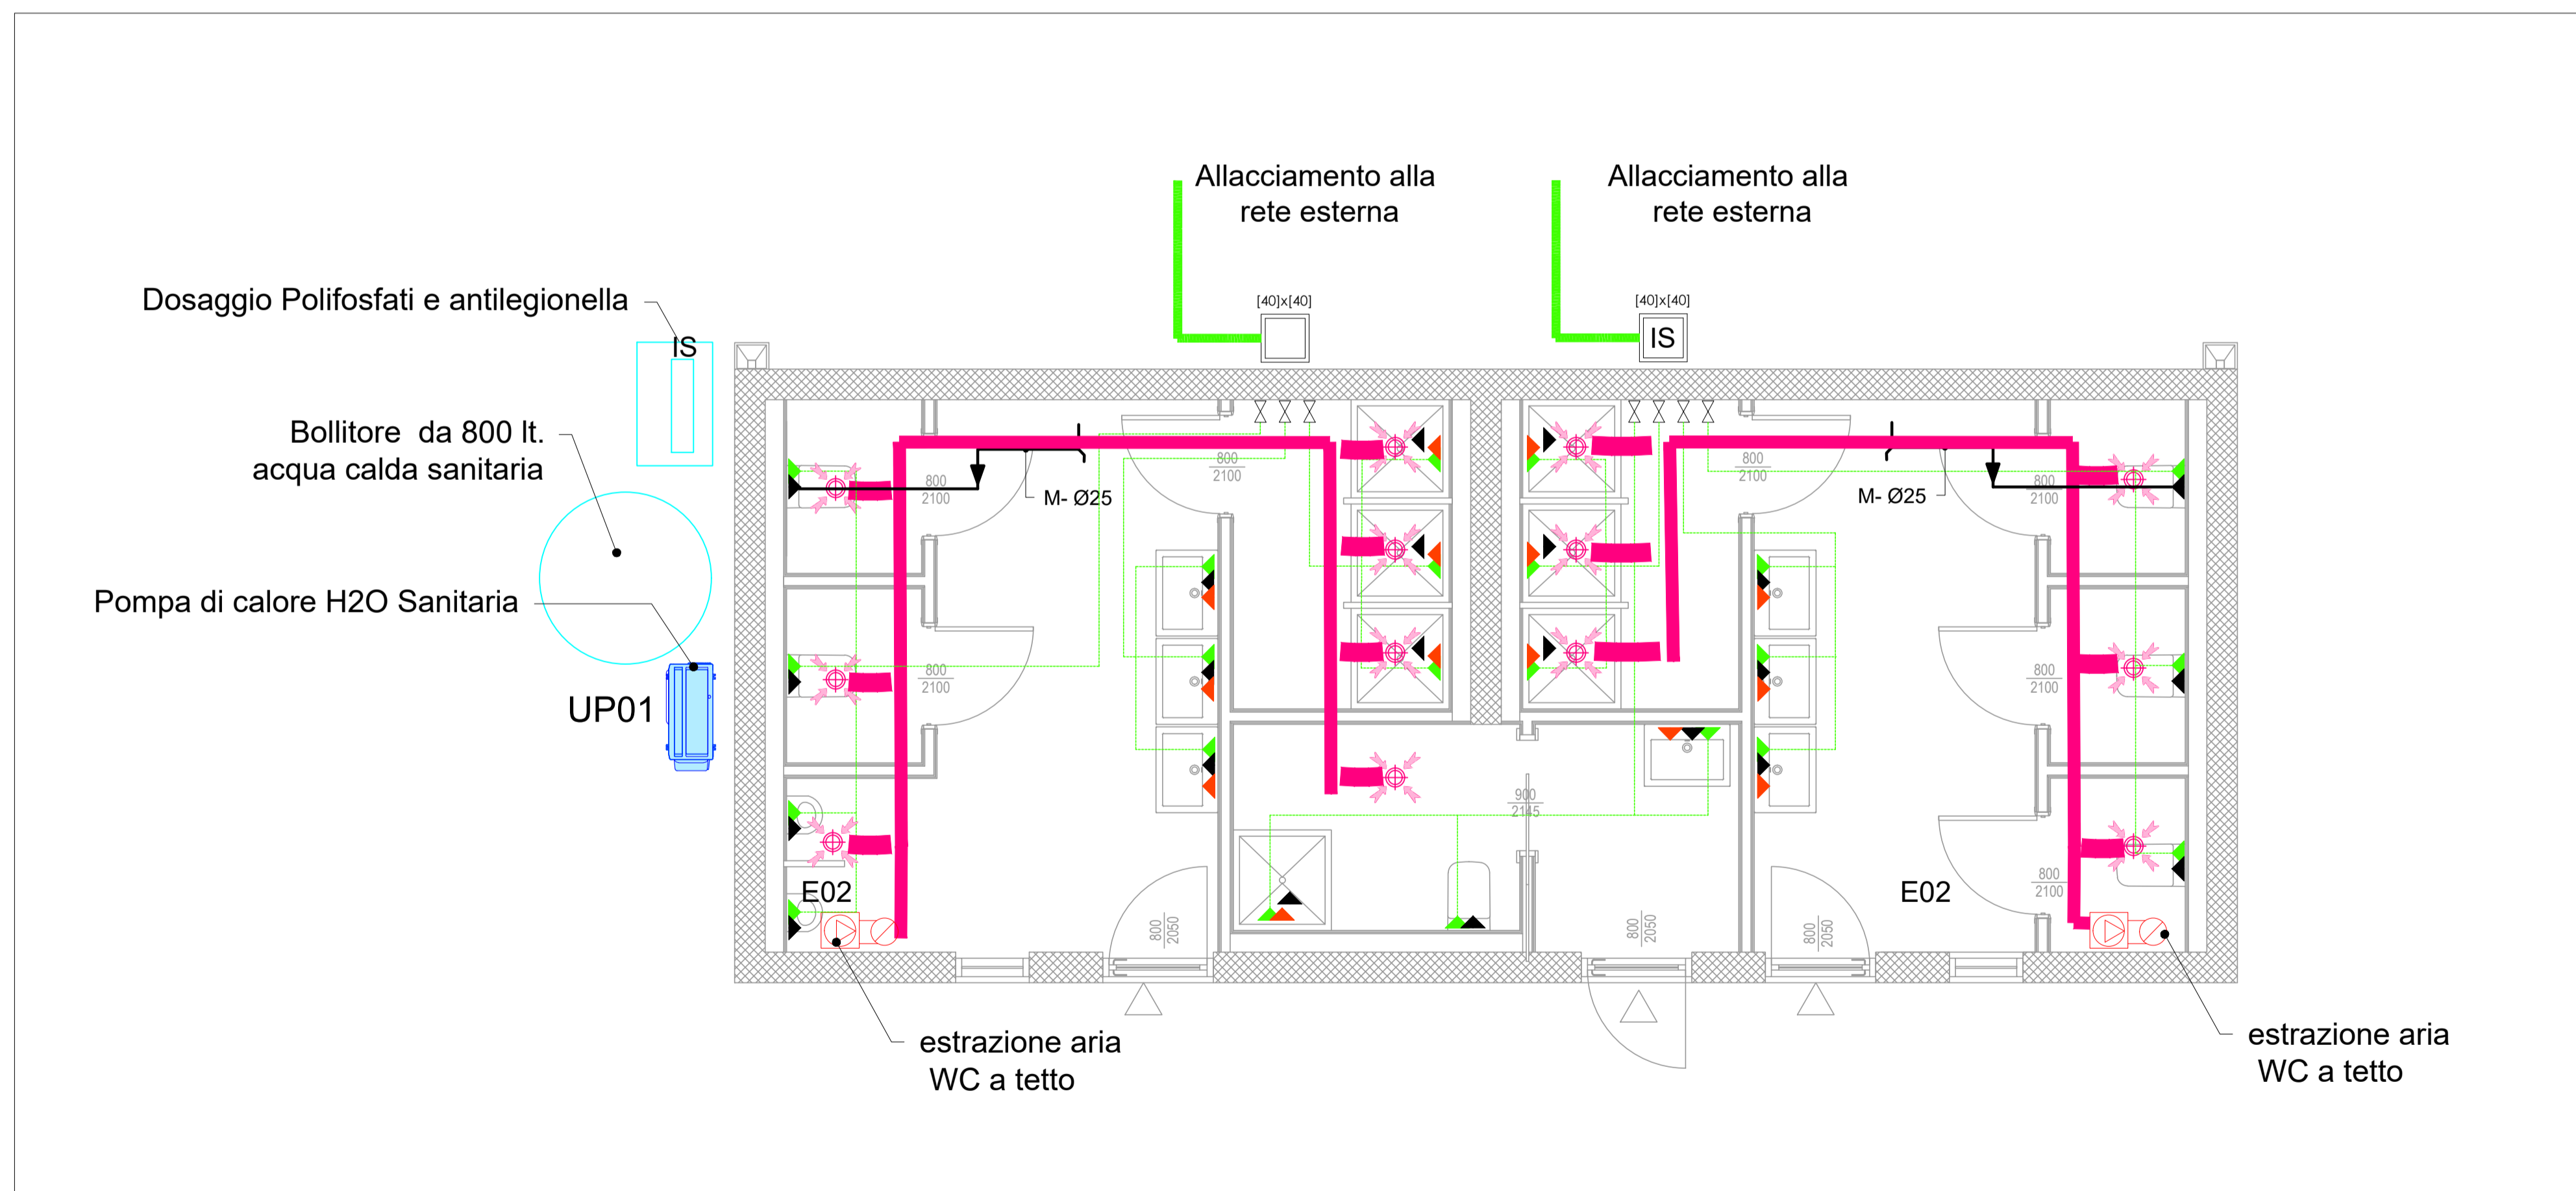 Allacciamento alla
rete esterna
Allacciamento alla
rete esterna
Dosaggio Polifosfati e antilegionella
IS
[40]x[40]
[40]x[40]
IS
Bollitore da 800 lt.
acqua calda sanitaria
M- Ø25
M- Ø25
800
2100
800
2100
800
2100
800
2100
Pompa di calore H2O Sanitaria
UP01
800
2100
800
2100
900
2145
E02
E02
800
2100
800
2050
800
2050
800
2050
estrazione aria
WC a tetto
estrazione aria
WC a tetto